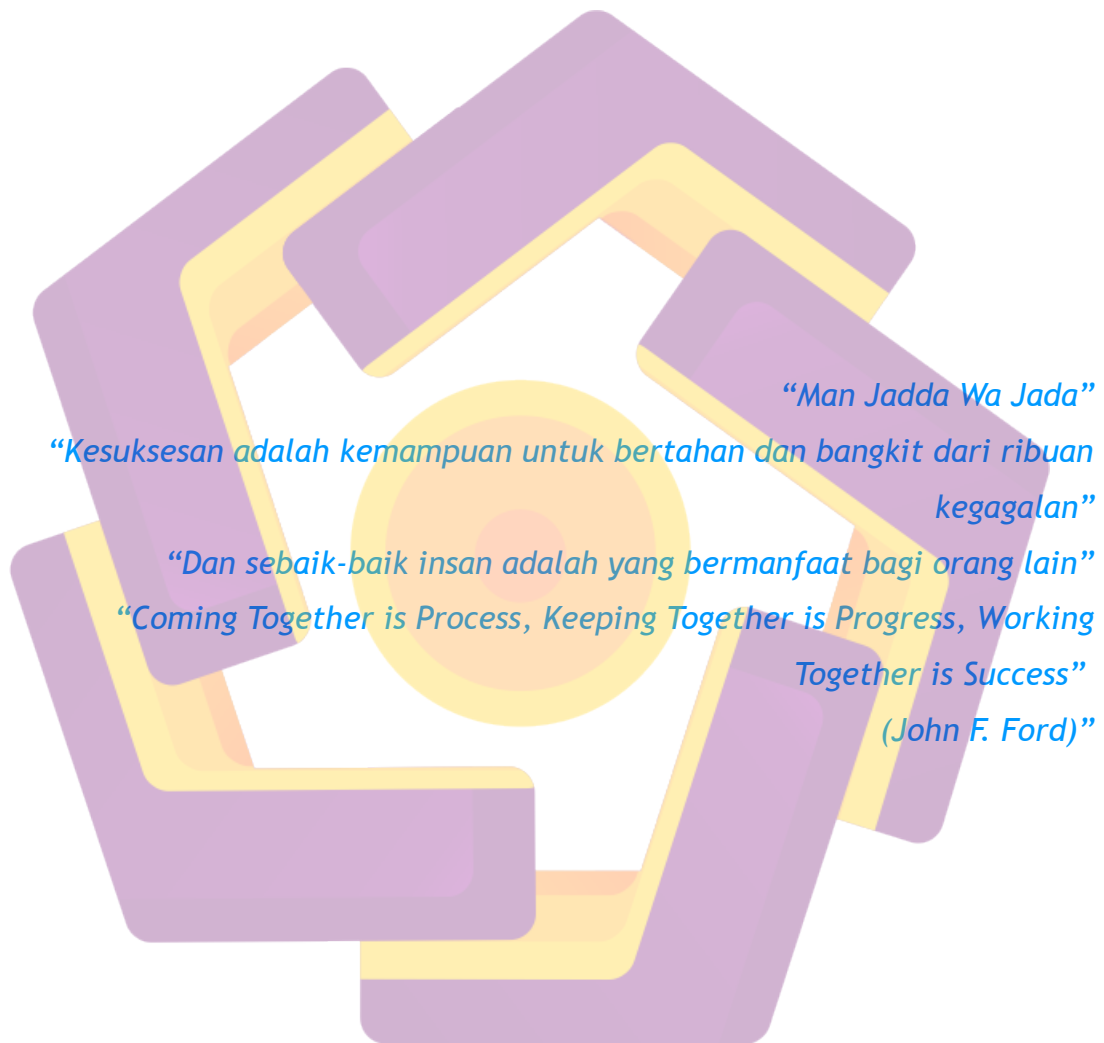 “Man Jadda Wa Jada”
“Kesuksesan adalah kemampuan untuk bertahan dan bangkit dari ribuan
kegagalan”
“Dan sebaik-baik insan adalah yang bermanfaat bagi orang lain”
“Coming Together is Process, Keeping Together is Progress, Working
Together is Success”
(John F. Ford)”